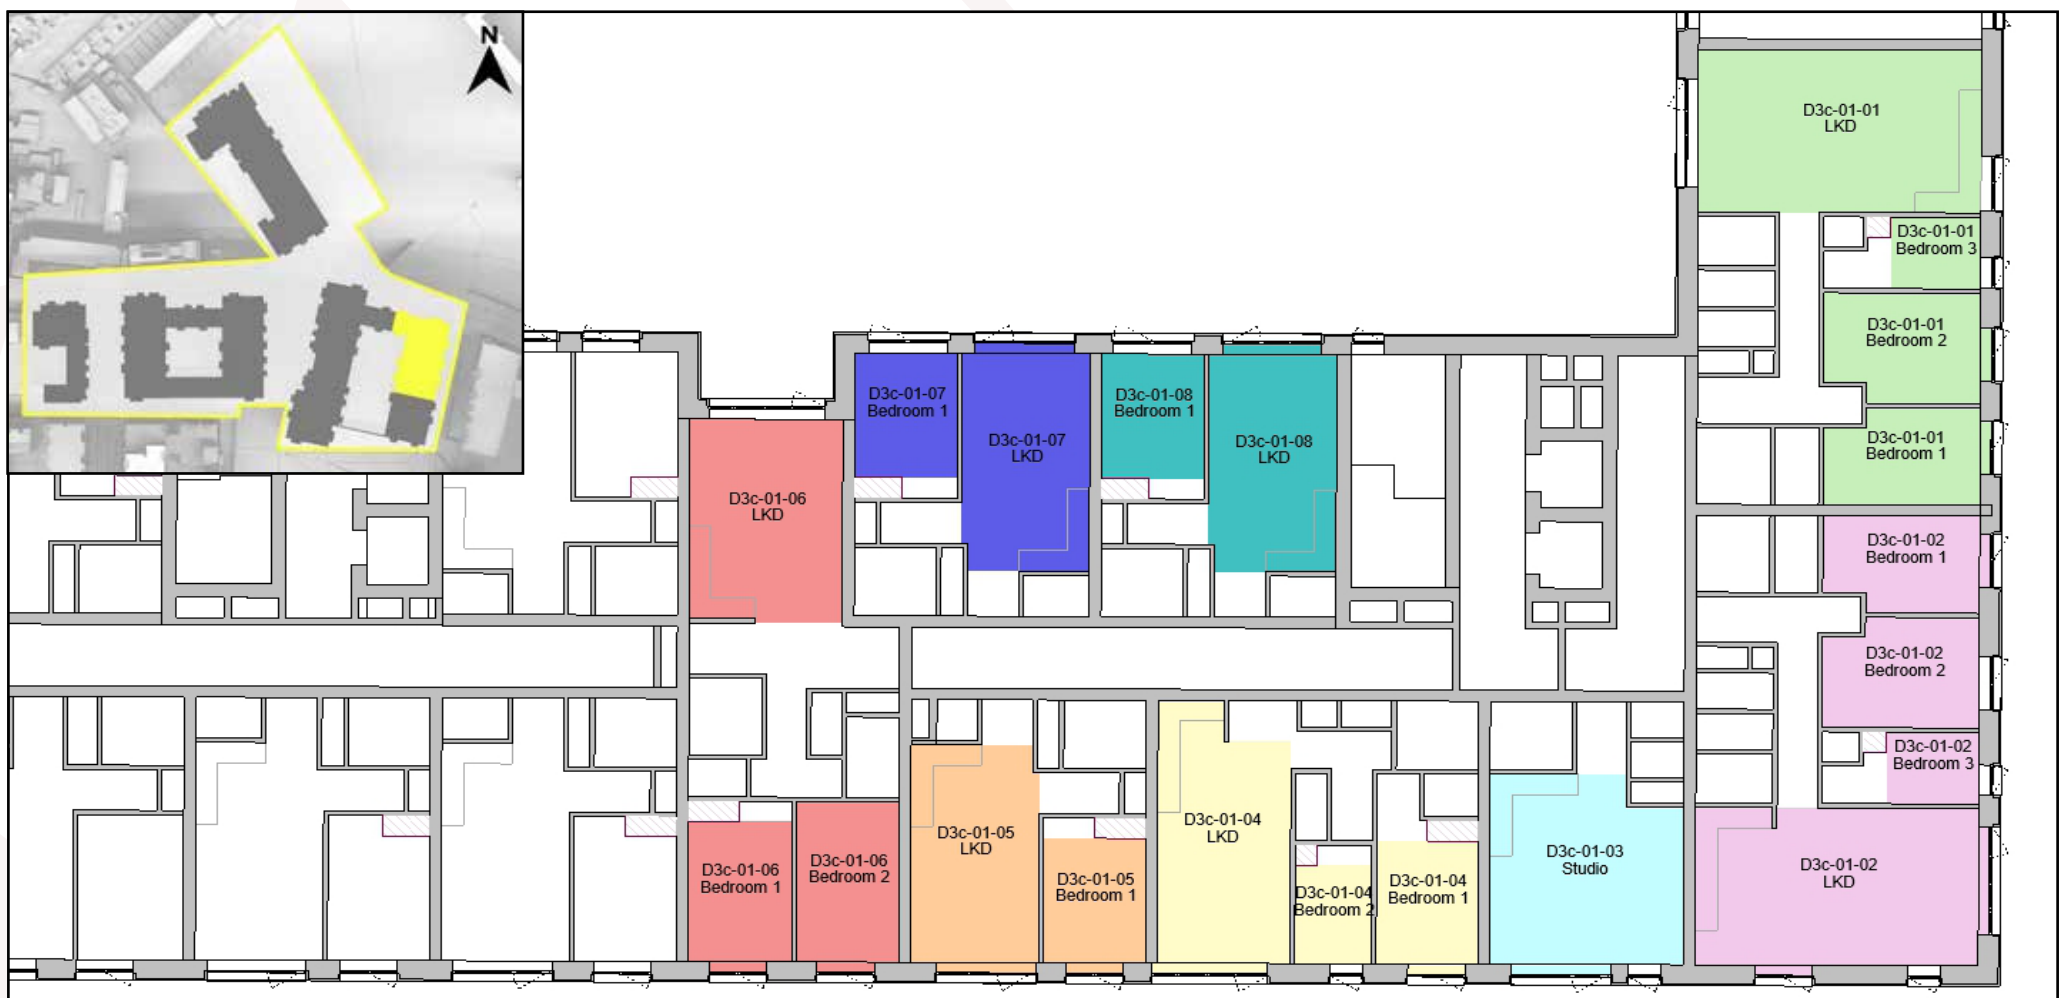 N
D3c-01-01
LKD
D3c-01-01
Bedroom 3
D3c-01-01
Bedroom 2
D3c-01-01
Bedroom 1
D3c-01-07
Bedroom 1
D3c-01-07
LKD
D3c-01-08
Bedroom 1
D3c-01-08
LKD
D3c-01-06
LKD
D3c-01-02
Bedroom 1
D3c-01-02
Bedroom 2
D3c-01-02
Bedroom 3
D3c-01-06
Bedroom 1
D3c-01-06
Bedroom 2
D3c-01-05
LKD
D3c-01-05
Bedroom 1
D3c-01-04
LKD
D3c-01-04
Bedroom 2
D3c-01-04
Bedroom 1
D3c-01-03
Studio
D3c-01-02
LKD